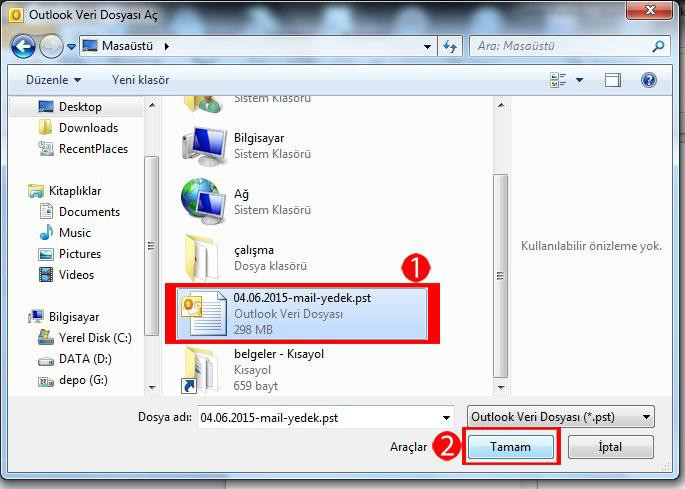 Outlook Veri Dosyası Aç
Masaüstü
Ara: Masaüstü
Düzenle
Yeni klasör
Desktop
Downloads
RecentPlaces
Kitaplıklar
Documents
Music
Pictures
Videos
Bilgisayar
Yerel Disk (C:)
DATA (D:)
depo (G:)
Sistem Klasörü
Bilgisayar
Sistem Klasörü
Ağ
Sistem Klasörü
çalışma
Dosya klasörü
1
04.06.2015-mail-yedek.pst
Outlook Veri Dosyası
298 MB
belgeler - Kısayol
Kısayol
659 bayt
Kullanılabilir önizleme yok.
Dosya adı:
04.06.2015-mail-yedek.pst
Outlook Veri Dosyası (*.pst)
Araçlar
2
Tamam
İptal